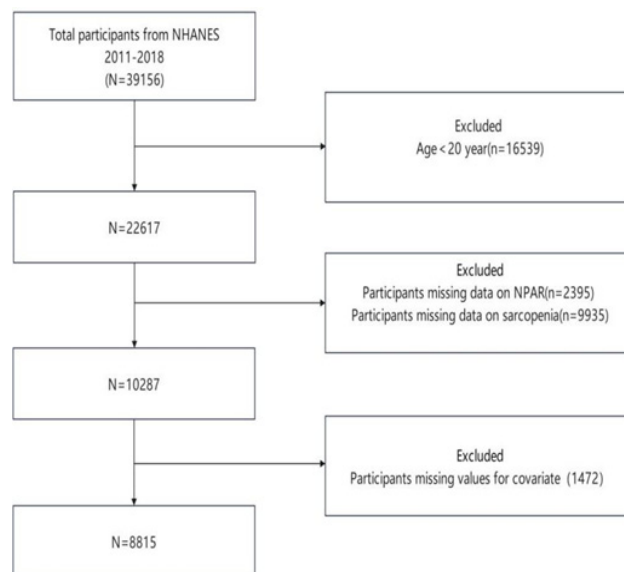 Total participants from NHANES
2011-2018
(N=39156)
Excluded
Age<20 year(n=16539)
N=22617
Excluded
Participants missing data on NPAR(n=2395)
Participants missing data on sarcopenia(n=9935)
N=10287
Excluded
Participants missing values for covariate (1472)
N=8815